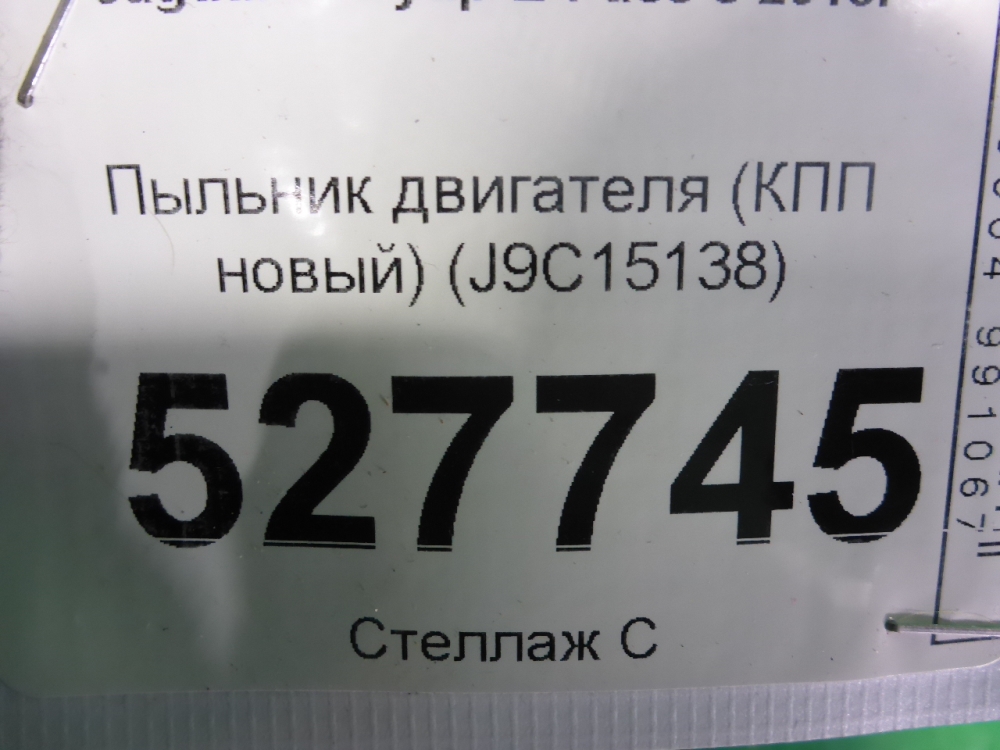 Пыльник двигателя (КПП
новый) (J9C15138)
527745
Стеллаж С